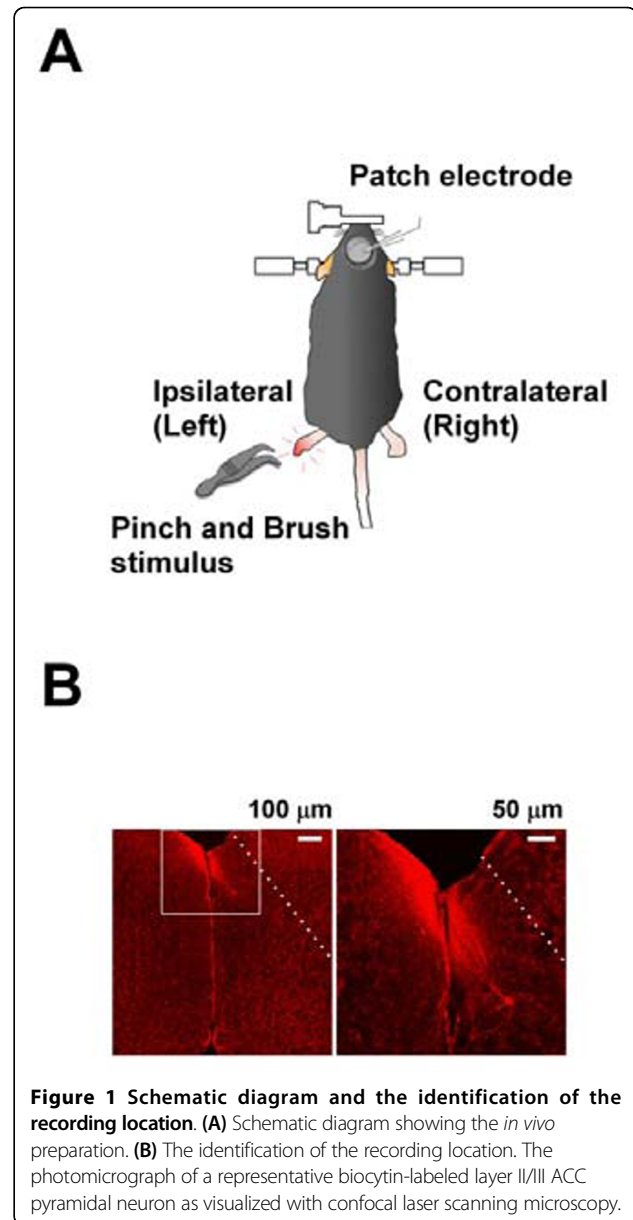 A
Patch electrode
Ipsilateral
(Left)
Contralateral
(Right)
Pinch and Brush
stimulus
B
100 μm
50 μm
Figure 1 Schematic diagram and the identification of the
recording location. (A) Schematic diagram showing the in vivo
preparation. (B) The identification of the recording location. The
photomicrograph of a representative biocytin-labeled layer II/III ACC
pyramidal neuron as visualized with confocal laser scanning microscopy.